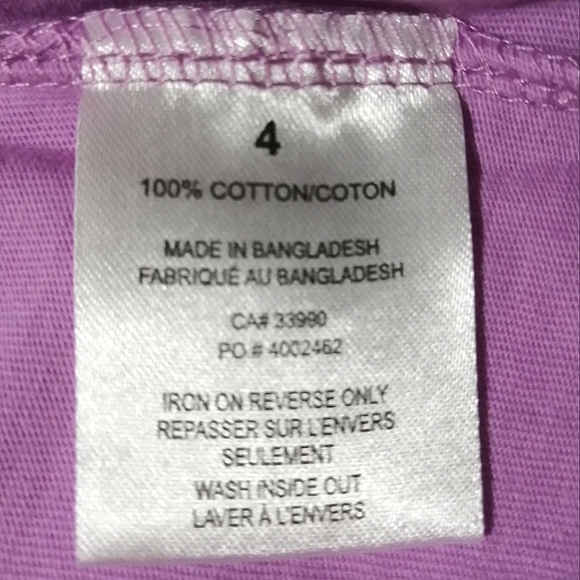 4
100% COTTON/COTON
MADE IN BANGLADESH
FABRIQUÉ AU BANGLADESH
CA# 33990
PO # 4002462
IRON ON REVERSE ONLY
REPASSER SUR L'ENVERS
SEULEMENT
WASH INSIDE OUT
LAVER À L'ENVERS